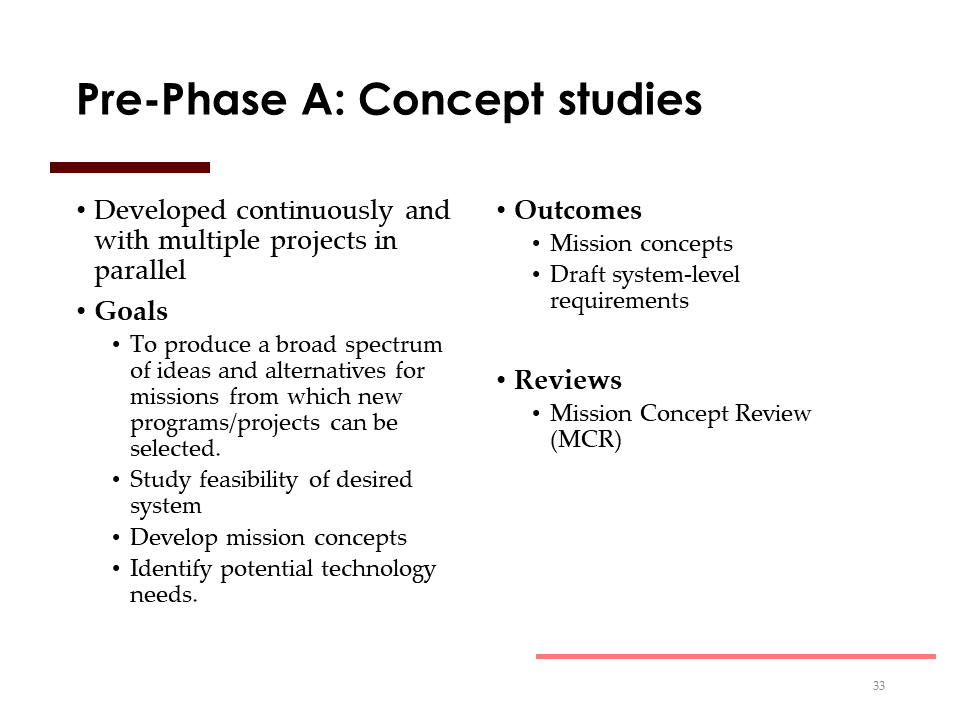 Pre-Phase A: Concept studies
• Developed continuously and
with multiple projects in
parallel
• Goals
• To produce a broad spectrum
of ideas and alternatives for
missions from which new
programs/projects can be
selected.
• Study feasibility of desired
system
• Develop mission concepts
• Identify potential technology
needs.
• Outcomes
• Mission concepts
• Draft system-level
requirements
• Reviews
• Mission Concept Review
(MCR)
33